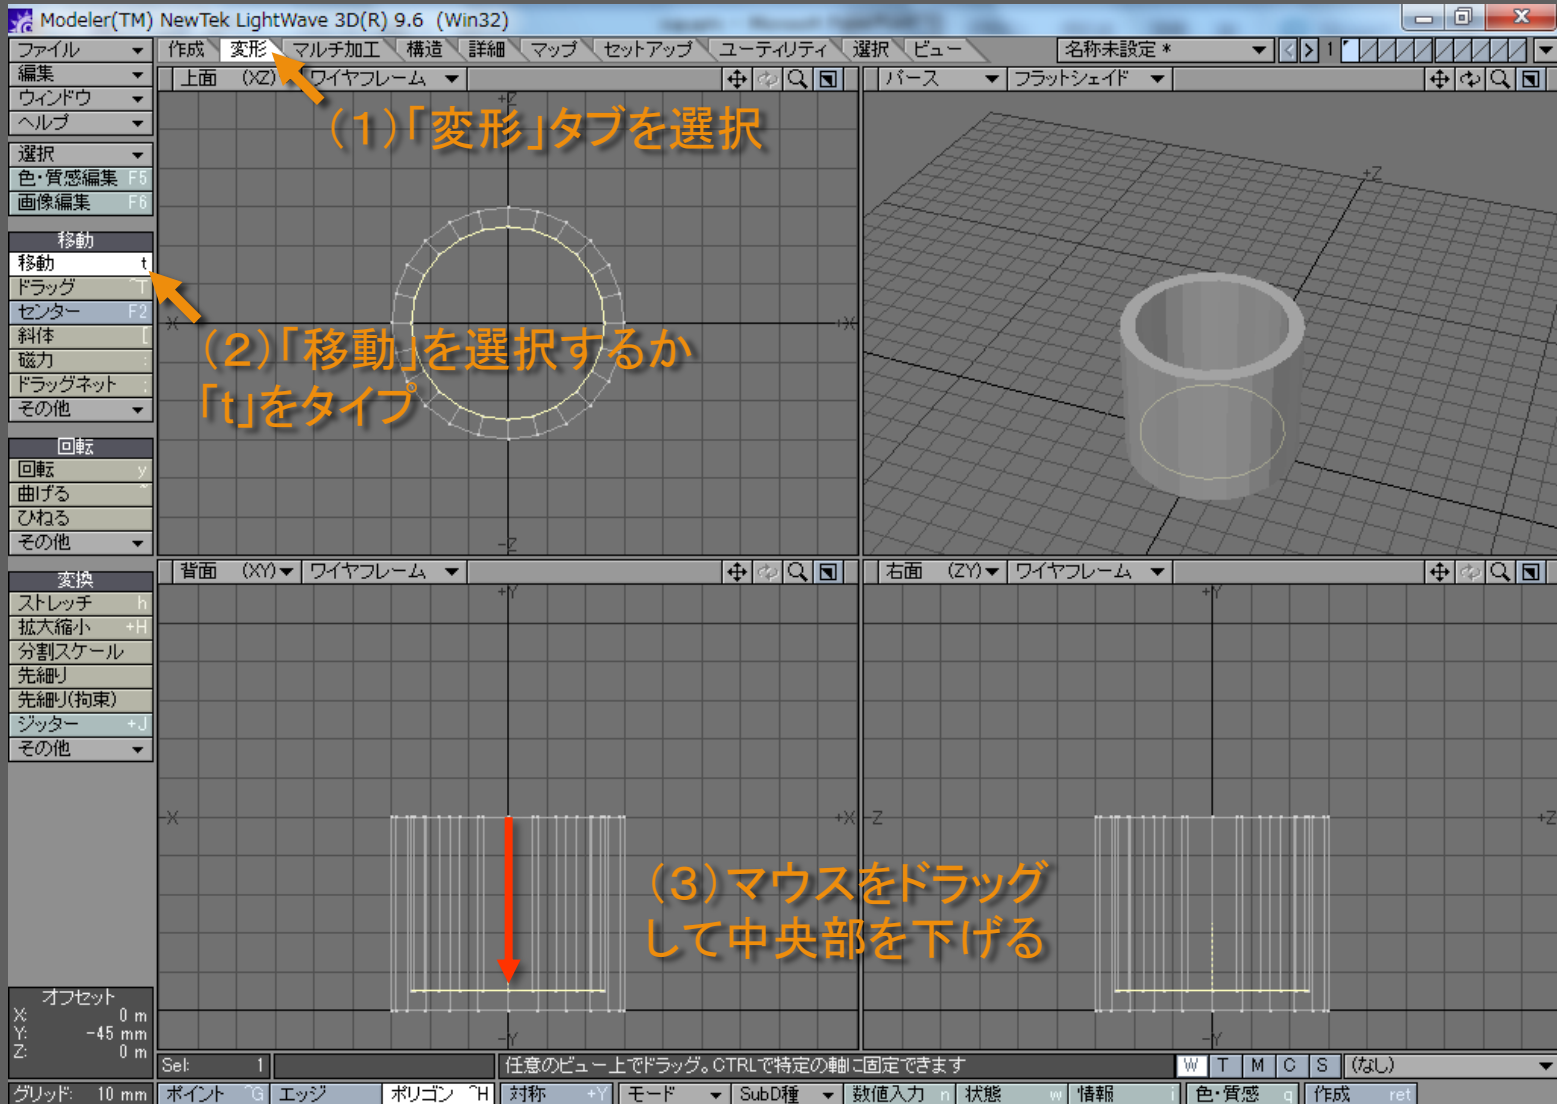 Modeler(TM) NewTek LightWave 3D(R) 9.6 (Win32)
ファイル
編集
ウィンドウ
ヘルプ
選択
色・質感編集 F5
画像編集 F6
移動
移動 t
ドラッグ ^T
センター F2
斜体 [
磁力 :
ドラッグネット ;
その他
回転
回転 y
曲げる ~
ひねる
その他
変換
ストレッチ h
拡大縮小 +H
分割スケール
先細り
先細り(拘束)
ジッター +J
その他
作成 変形 マルチ加工 構造 詳細 マップ セットアップ ユーティリティ 選択 ビュー 名称未設定 * 1
上面 (XZ) ワイヤフレーム
パース フラットシェイド
+Z
-X +X
-Z
+Z
(1)「変形」タブを選択
(2)「移動」を選択するか
「t」をタイプ
背面 (XY) ワイヤフレーム
右面 (ZY) ワイヤフレーム
+Y
-X +X
-Y
+Y
-Z +Z
-Y
(3)マウスをドラッグ
して中央部を下げる
オフセット
X: 0 m
Y: -45 mm
Z: 0 m
Sel: 1 任意のビュー上でドラッグ。CTRLで特定の軸に固定できます W T M C S (なし)
グリッド: 10 mm ポイント ^G エッジ ポリゴン ^H 対称 +Y モード SubD種 数値入力 n 状態 w 情報 i 色・質感 q 作成 ret